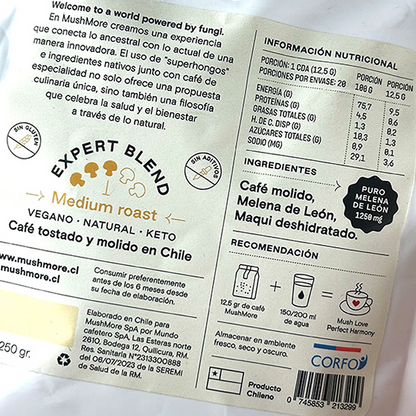 Welcome to a world powered by fungi.
En MushMore creamos una experiencia
que conecta lo ancestral con lo actual de una
manera innovadora. El uso de "superhongos"
e ingredientes nativos junto con café de
especialidad no solo ofrece una propuesta
culinaria única, sino también una filosofía
que celebra la salud y el bienestar
a través de lo natural.
SIN GLUTEN
SIN ADITIVOS
EXPERT BLEND
Medium roast
VEGANO · NATURAL · KETO
Café tostado y molido en Chile
www.mushmore.cl
mushmore.cl
Consumir preferentemente
antes de los 6 meses desde
su fecha de elaboración.
250 gr.
Elaborado en Chile para
MushMore SpA por Mundo
cafetero SpA, Las Esteras norte
2610, Bodega 12, Quilicura, RM.
Res. Sanitaria N°2313300888
del 06/07/2023 de la SEREMI
de Salud de la RM.
INFORMACIÓN NUTRICIONAL
PORCIÓN: 1 CDA (12.5 G)
PORCIONES POR ENVASE: 20
PORCIÓN 100 G
PORCIÓN 12,5 G
ENERGÍA (G) 75,7 9,5
PROTEÍNAS (G) 4,5 0,6
GRASAS TOTALES (G) 1,3 0,2
H. DE C. DISP (G) 18,3 1,3
AZÚCARES TOTALES (G) 8,9 0,1
SODIO (MG) 29,1 3,6
INGREDIENTES
Café molido,
Melena de León,
Maqui deshidratado.
PURO
MELENA
DE LEÓN
1250 mg
RECOMENDACIÓN
12.5 gr de café
MushMore
150/200 ml
de agua
Mush Love
Perfect Harmony
Almacenar en ambiente
fresco, seco y oscuro.
CORFO
Producto
Chileno
0 745853 213299